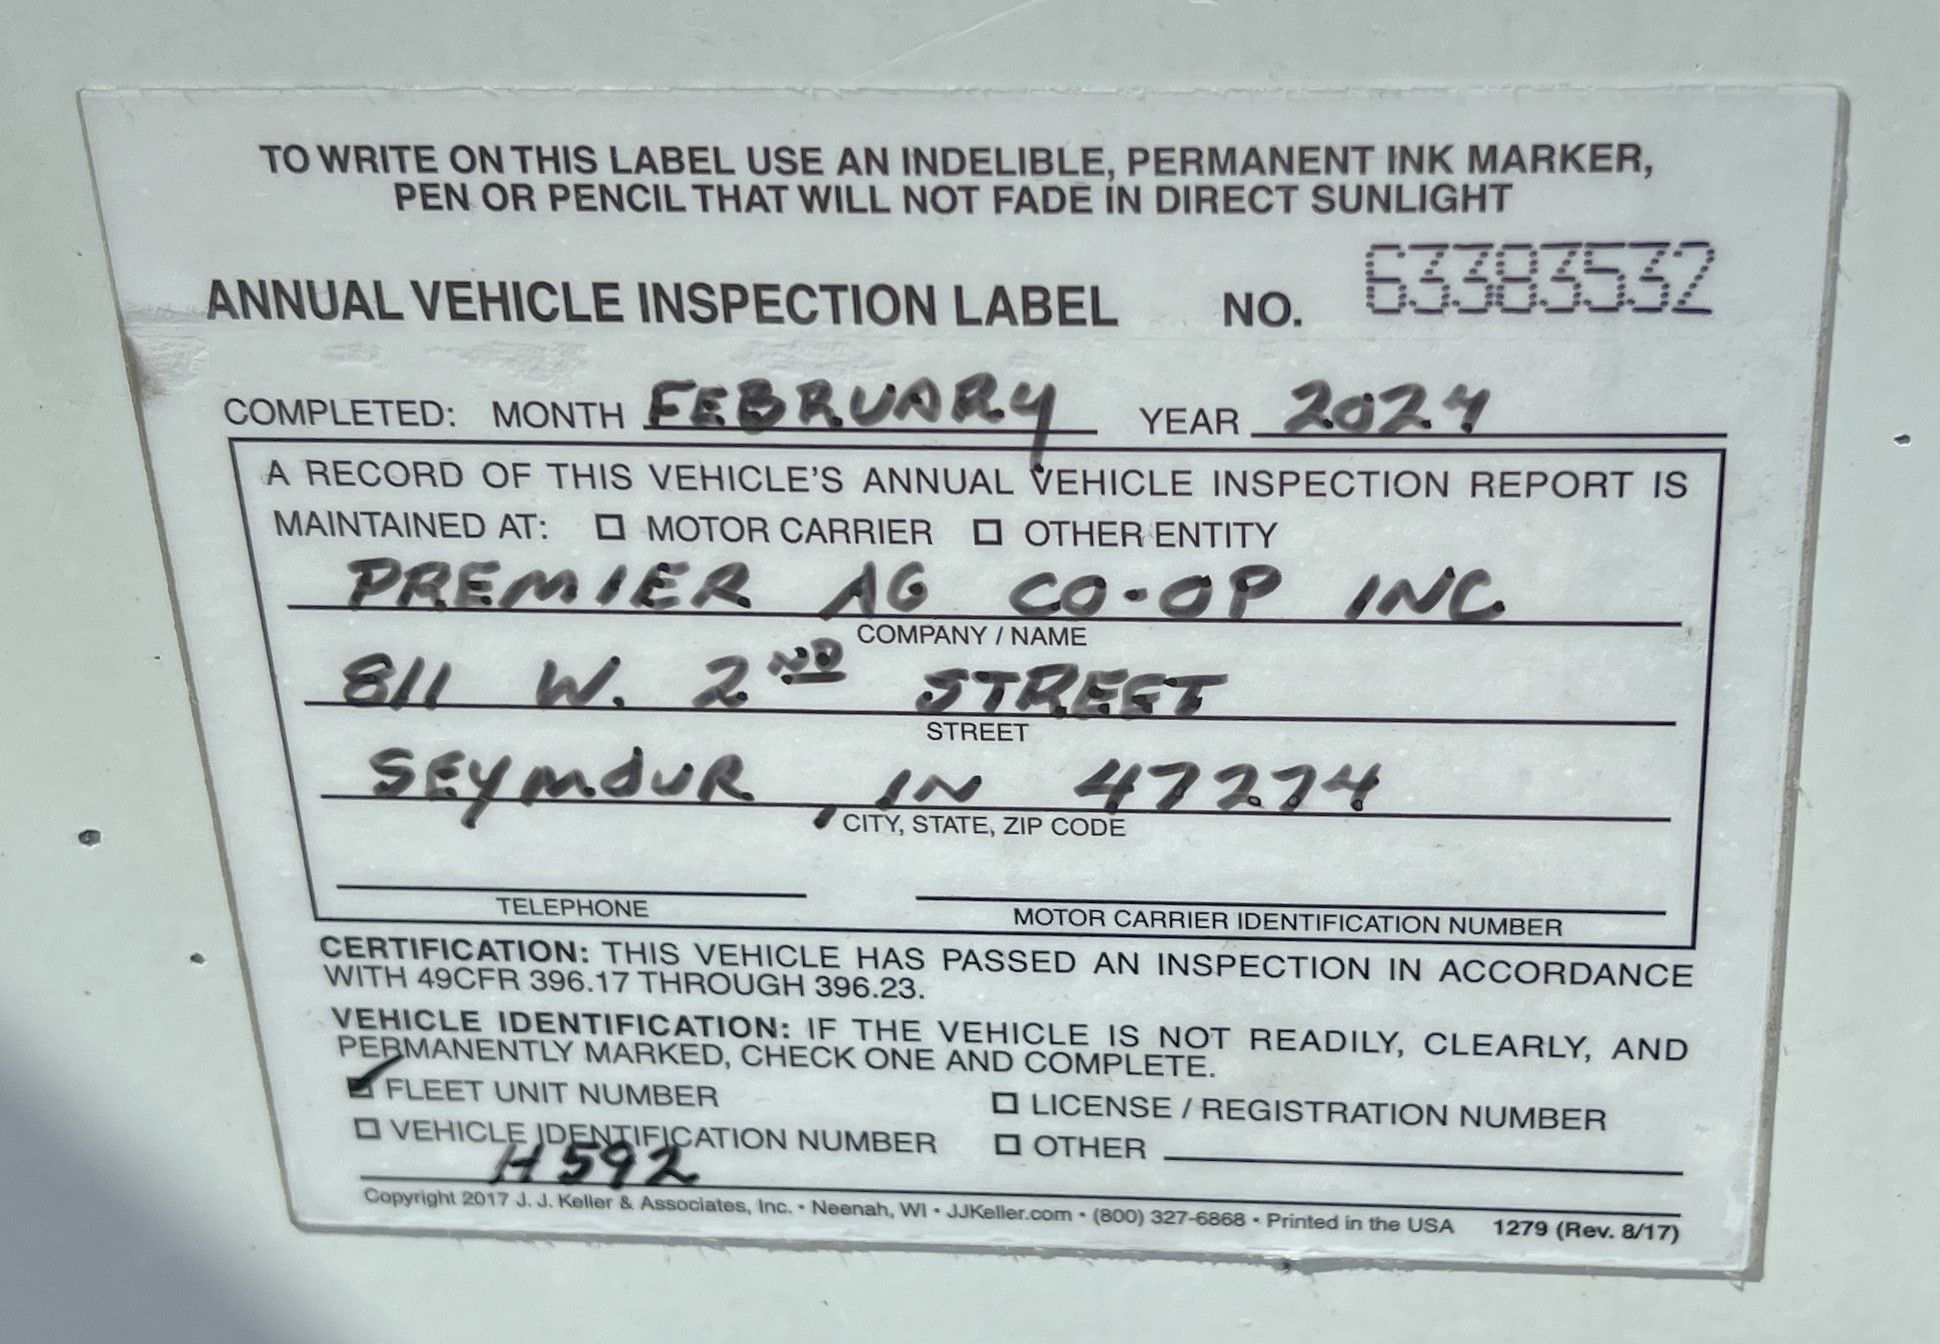 TO WRITE ON THIS LABEL USE AN INDELIBLE, PERMANENT INK MARKER,
PEN OR PENCIL THAT WILL NOT FADE IN DIRECT SUNLIGHT
ANNUAL VEHICLE INSPECTION LABEL NO. 63383532
COMPLETED: MONTH FEBRUARY YEAR 2024
A RECORD OF THIS VEHICLE'S ANNUAL VEHICLE INSPECTION REPORT IS
MAINTAINED AT: ☐ MOTOR CARRIER ☐ OTHER ENTITY
PREMIER AG CO-OP INC.
COMPANY / NAME
811 W. 2ND STREET
STREET
SEYMOUR, IN 47274
CITY, STATE, ZIP CODE
TELEPHONE MOTOR CARRIER IDENTIFICATION NUMBER
CERTIFICATION: THIS VEHICLE HAS PASSED AN INSPECTION IN ACCORDANCE
WITH 49CFR 396.17 THROUGH 396.23.
VEHICLE IDENTIFICATION: IF THE VEHICLE IS NOT READILY, CLEARLY, AND
PERMANENTLY MARKED, CHECK ONE AND COMPLETE.
☑ FLEET UNIT NUMBER ☐ LICENSE / REGISTRATION NUMBER
☐ VEHICLE IDENTIFICATION NUMBER ☐ OTHER
H592
Copyright 2017 J. J. Keller & Associates, Inc. • Neenah, WI • JJKeller.com • (800) 327-6868 • Printed in the USA 1279 (Rev. 8/17)